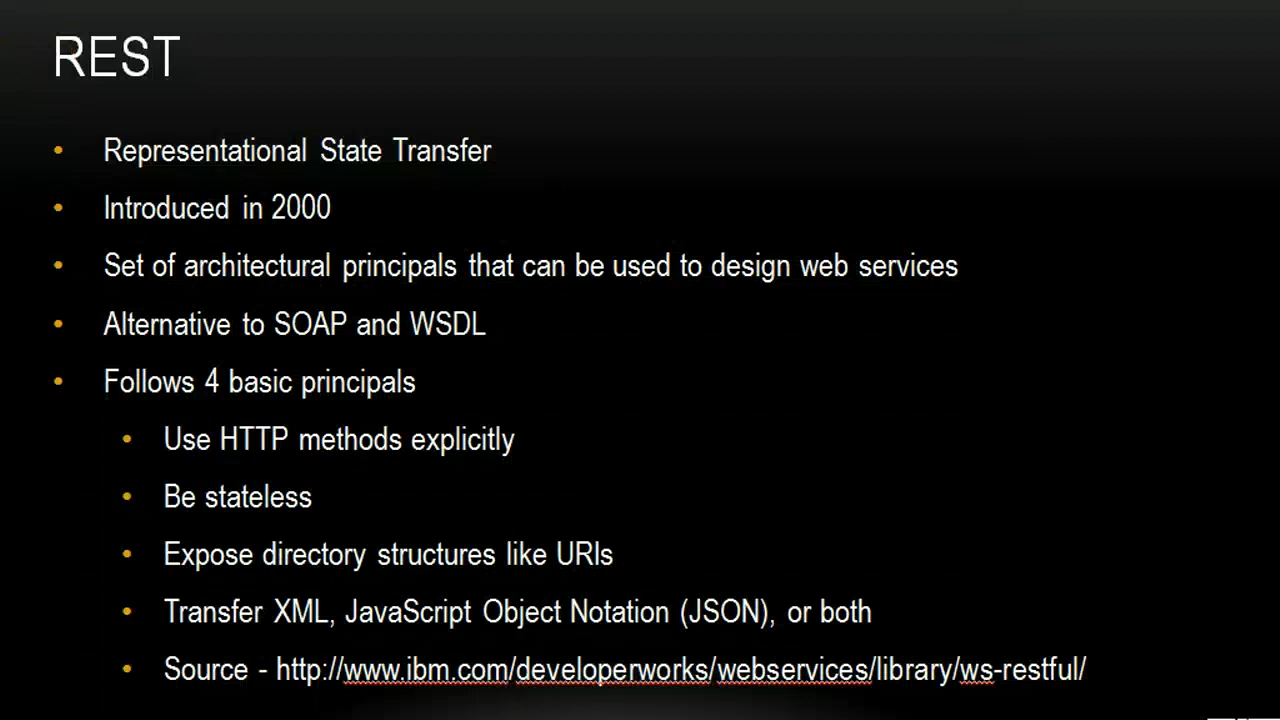 REST
• Representational State Transfer
• Introduced in 2000
• Set of architectural principals that can be used to design web services
• Alternative to SOAP and WSDL
• Follows 4 basic principals
• Use HTTP methods explicitly
• Be stateless
• Expose directory structures like URIs
• Transfer XML, JavaScript Object Notation (JSON), or both
• Source - http://www.ibm.com/developerworks/webservices/library/ws-restful/